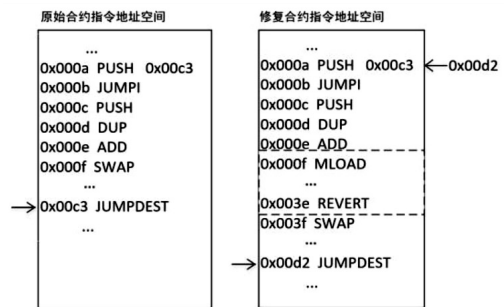 原始合约指令地址空间
...
0x000a PUSH 0x00c3
0x000b JUMPI
0x000c PUSH
0x000d DUP
0x000e ADD
0x000f SWAP
...
0x00c3 JUMPDEST
...
修复合约指令地址空间
...
0x000a PUSH 0x00c3
0x00d2
0x000b JUMPI
0x000c PUSH
0x000d DUP
0x000e ADD
0x000f MLOAD
...
0x003e REVERT
0x003f SWAP
...
0x00d2 JUMPDEST
...